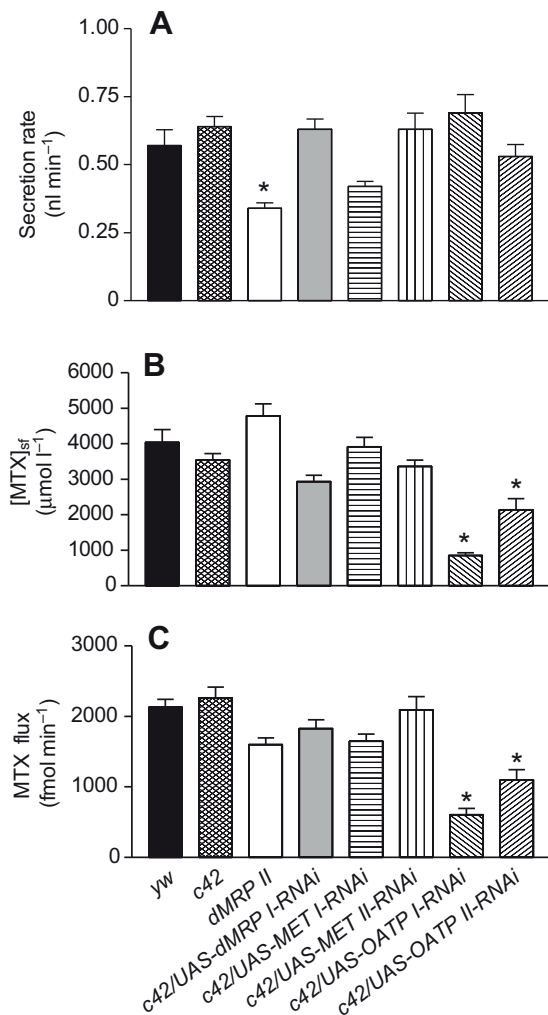 A
1.00
0.75
0.50
0.25
0
Secretion rate
(nl min⁻¹)
*
B
6000
5000
4000
3000
2000
1000
0
[MTX]sf
(µmol l⁻¹)
*
*
C
3000
2000
1000
0
MTX flux
(fmol min⁻¹)
*
*
yw
c42
dMRP II
c42/UAS-dMRP I-RNAi
c42/UAS-MET I-RNAi
c42/UAS-MET II-RNAi
c42/UAS-OATP I-RNAi
c42/UAS-OATP II-RNAi